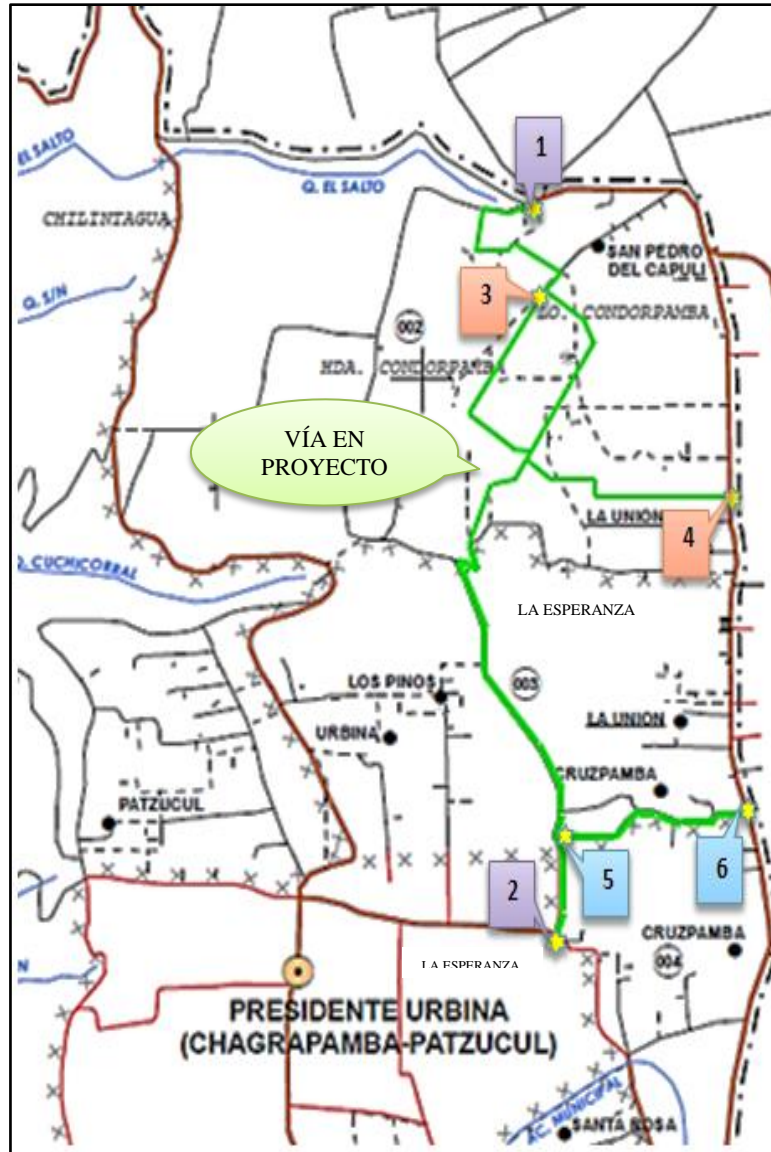 1
EL SALTO
Q. EL SALTO
CHILINTAGUA
SAN PEDRO
DEL CAPULI
Q. S/N
3
LO. CONDORPAMBA
002
HDA. CONDORPAMBA
VÍA EN
PROYECTO
LA UNION
4
Q. CUCHICORRAL
LA ESPERANZA
LOS PINOS
003
URBINA
LA UNION
CRUZPAMBA
PATZUCUL
5
6
2
CRUZPAMBA
004
LA ESPERANZA
N
PRESIDENTE URBINA
(CHAGRAPAMBA-PATZUCUL)
AC. MUNICIPAL
SANTA ROSA